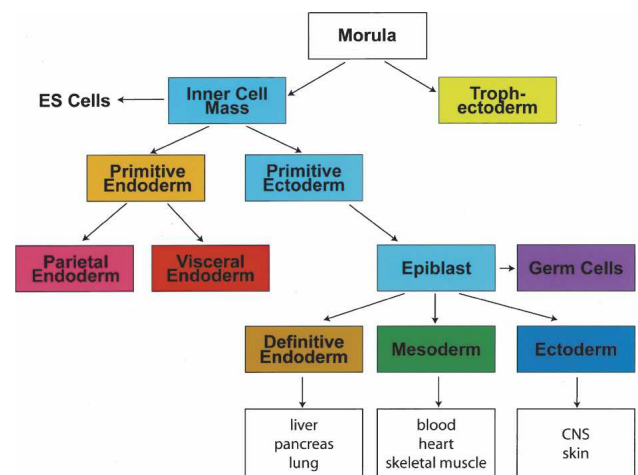 Morula
ES Cells
Inner Cell
Mass
Troph-
ectoderm
Primitive
Endoderm
Primitive
Ectoderm
Parietal
Endoderm
Visceral
Endoderm
Epiblast
Germ Cells
Definitive
Endoderm
Mesoderm
Ectoderm
liver
pancreas
lung
blood
heart
skeletal muscle
CNS
skin